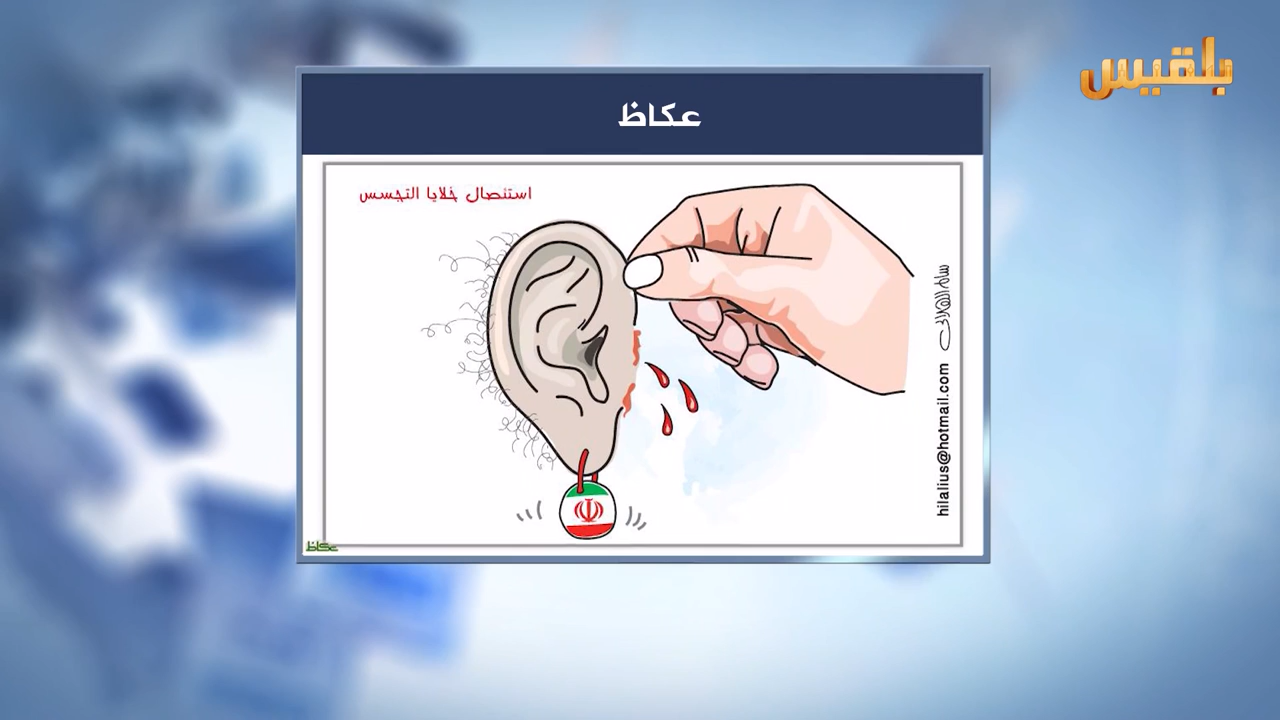 بلقيس
عكاظ
استئصال خلايا التجسس
hilalius@hotmail.com
عكاظ